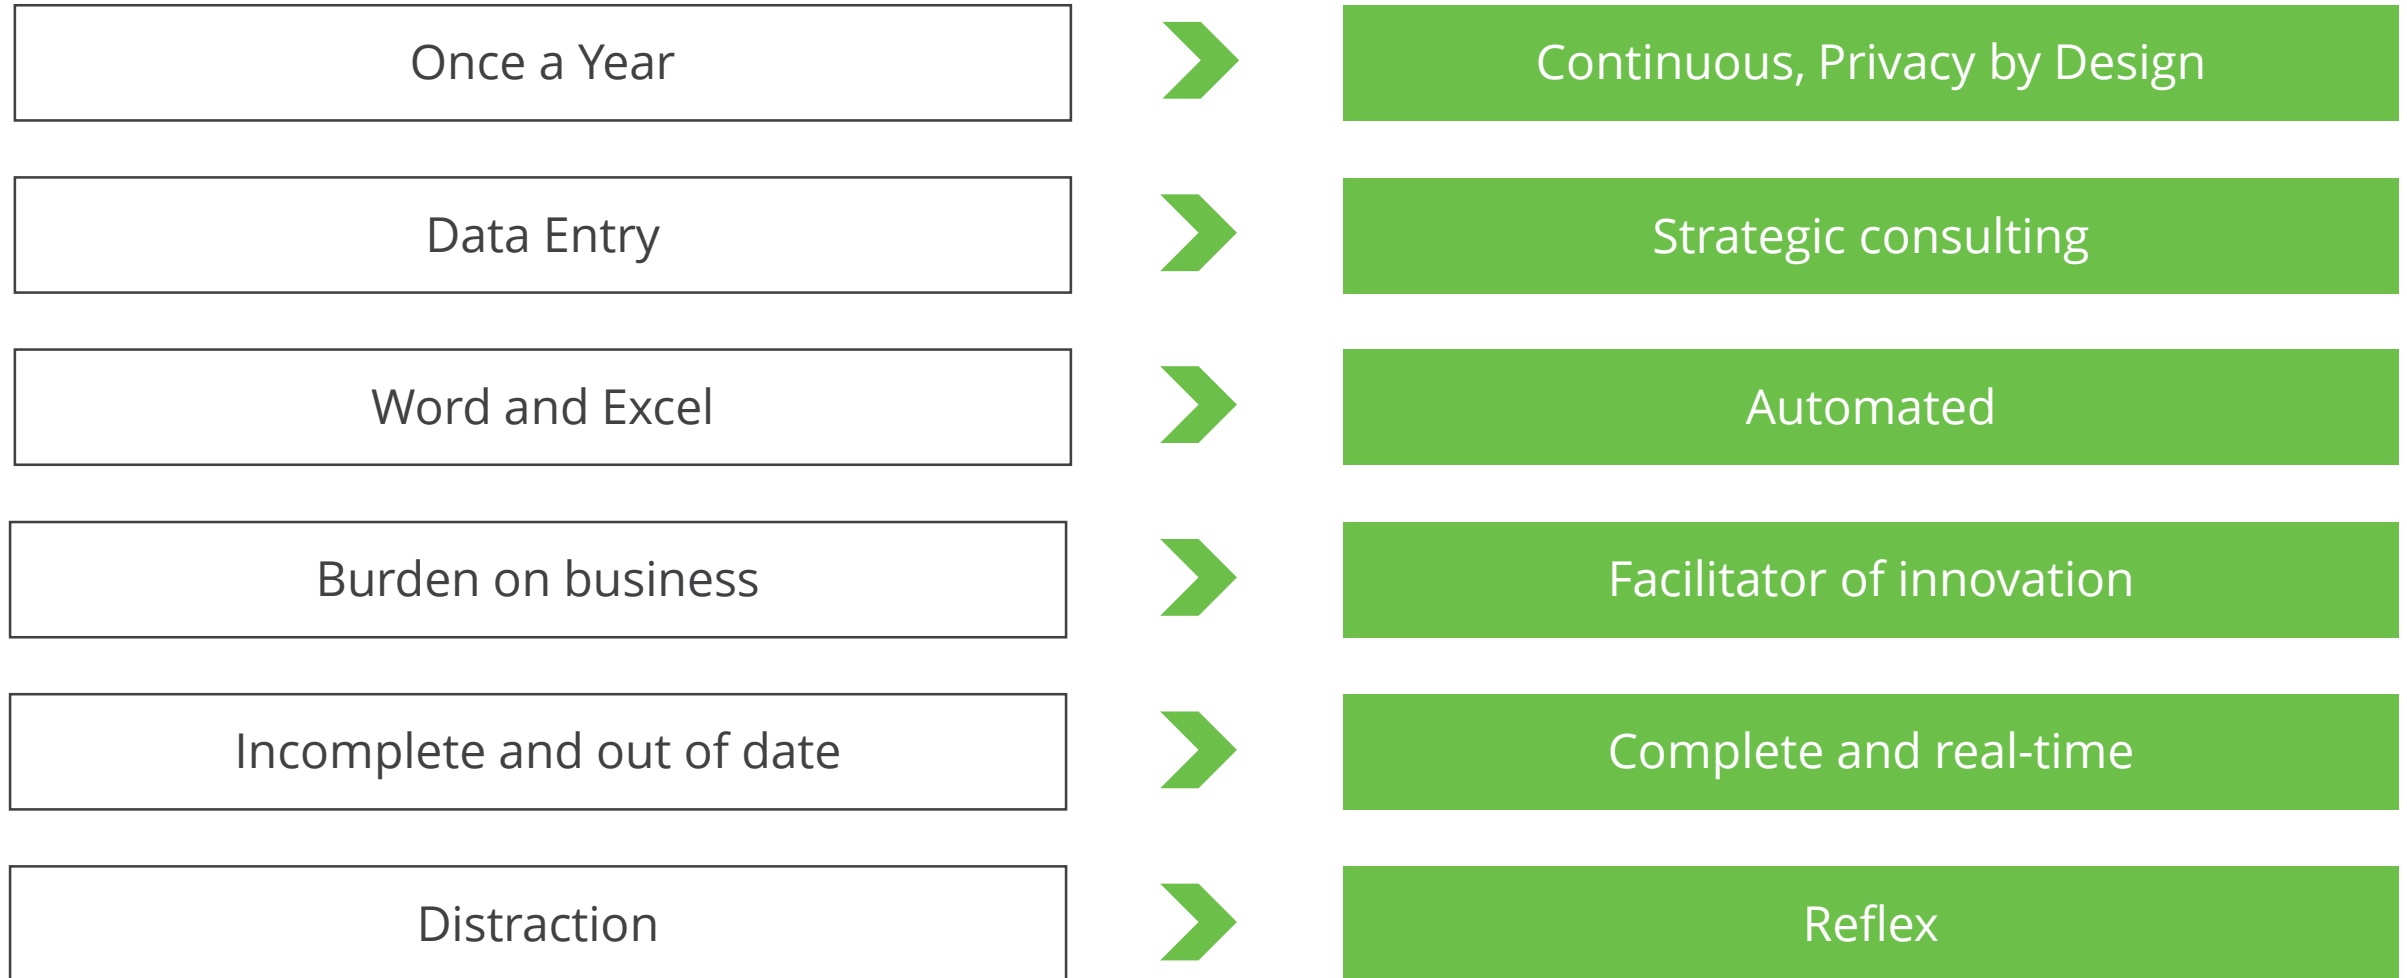 Once a Year
Continuous, Privacy by Design
Data Entry
Strategic consulting
Word and Excel
Automated
Burden on business
Facilitator of innovation
Incomplete and out of date
Complete and real-time
Distraction
Reflex